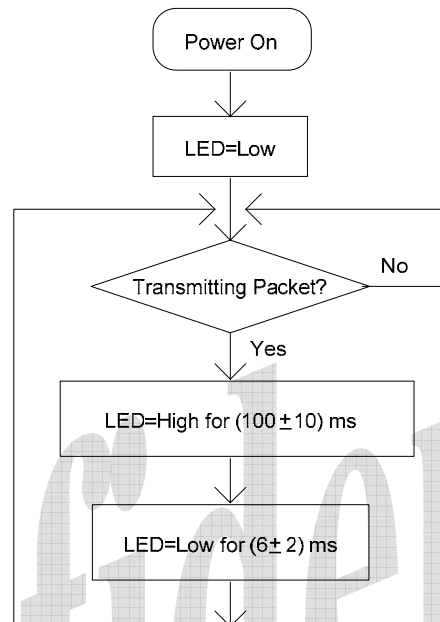 Power On
LED=Low
Transmitting Packet?
No
Yes
LED=High for (100 ± 10) ms
LED=Low for (6 ± 2) ms